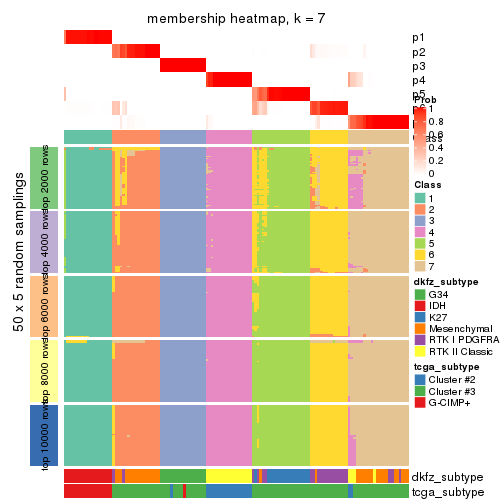 membership heatmap, k = 7
p1
p2
p3
p4
p5
Prob
1
0.8
0.6
0.4
0.2
0
Class
1
2
3
4
5
6
7
dkfz_subtype
G34
IDH
K27
Mesenchymal
RTK I PDGFRA
RTK II Classic
tcga_subtype
Cluster #2
Cluster #3
G-CIMP+
50 x 5 random samplings
top 2000 rows
top 4000 rows
top 6000 rows
top 8000 rows
top 10000 rows
dkfz_subtype
tcga_subtype